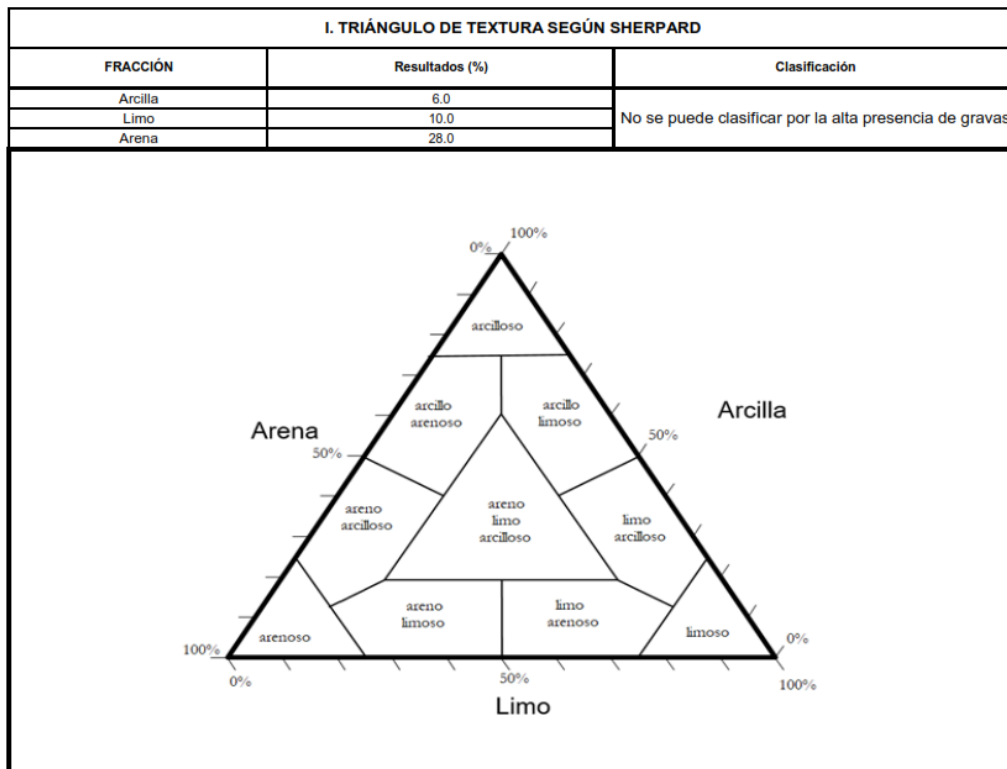 I. TRIÁNGULO DE TEXTURA SEGÚN SHERPARD
FRACCIÓN Resultados (%) Clasificación
Arcilla 6.0
Limo 10.0
Arena 28.0
No se puede clasificar por la alta presencia de gravas
100%
0%
arcilloso
arcillo
arenoso
arcillo
limoso
Arcilla
Arena
50%
50%
areno
arcilloso
areno
limo
arcilloso
limo
arcilloso
areno
limoso
limo
arenoso
arenoso
limoso
100%
0%
0%
50%
100%
Limo